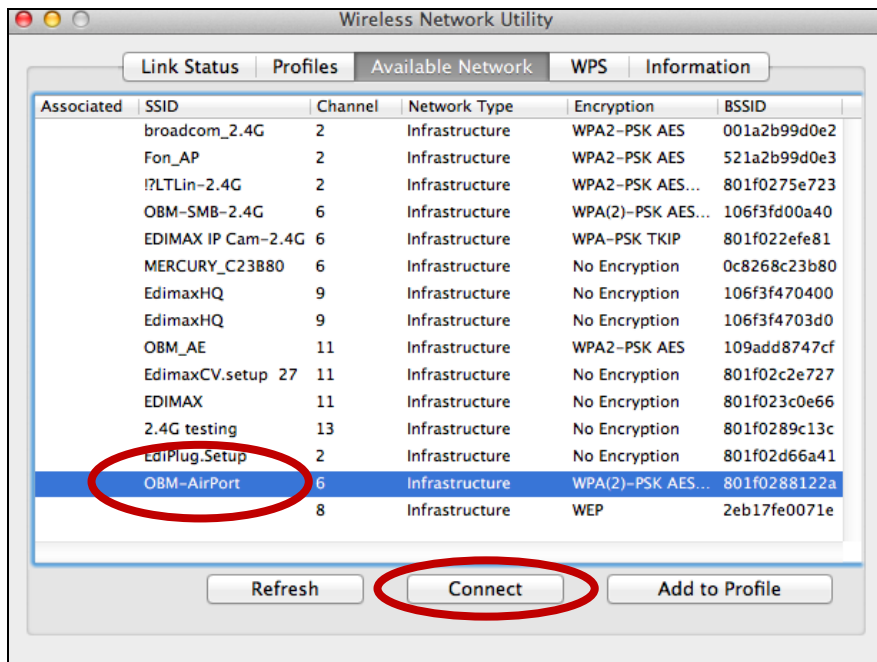 Wireless Network Utility
Link Status Profiles Available Network WPS Information
Associated SSID Channel Network Type Encryption BSSID
broadcom_2.4G 2 Infrastructure WPA2-PSK AES 001a2b99d0e2
Fon_AP 2 Infrastructure WPA2-PSK AES 521a2b99d0e3
!?LTLin-2.4G 2 Infrastructure WPA2-PSK AES... 801f0275e723
OBM-SMB-2.4G 6 Infrastructure WPA(2)-PSK AES... 106f3fd00a40
EDIMAX IP Cam-2.4G 6 Infrastructure WPA-PSK TKIP 801f022efe81
MERCURY_C23B80 6 Infrastructure No Encryption 0c8268c23b80
EdimaxHQ 9 Infrastructure No Encryption 106f3f470400
EdimaxHQ 9 Infrastructure No Encryption 106f3f4703d0
OBM_AE 11 Infrastructure WPA2-PSK AES 109add8747cf
EdimaxCV.setup 27 11 Infrastructure No Encryption 801f02c2e727
EDIMAX 11 Infrastructure No Encryption 801f023c0e66
2.4G testing 13 Infrastructure No Encryption 801f0289c13c
EdiPlug.Setup 2 Infrastructure No Encryption 801f02d66a41
OBM-AirPort 6 Infrastructure WPA(2)-PSK AES... 801f0288122a
8 Infrastructure WEP 2eb17fe0071e
Refresh Connect Add to Profile